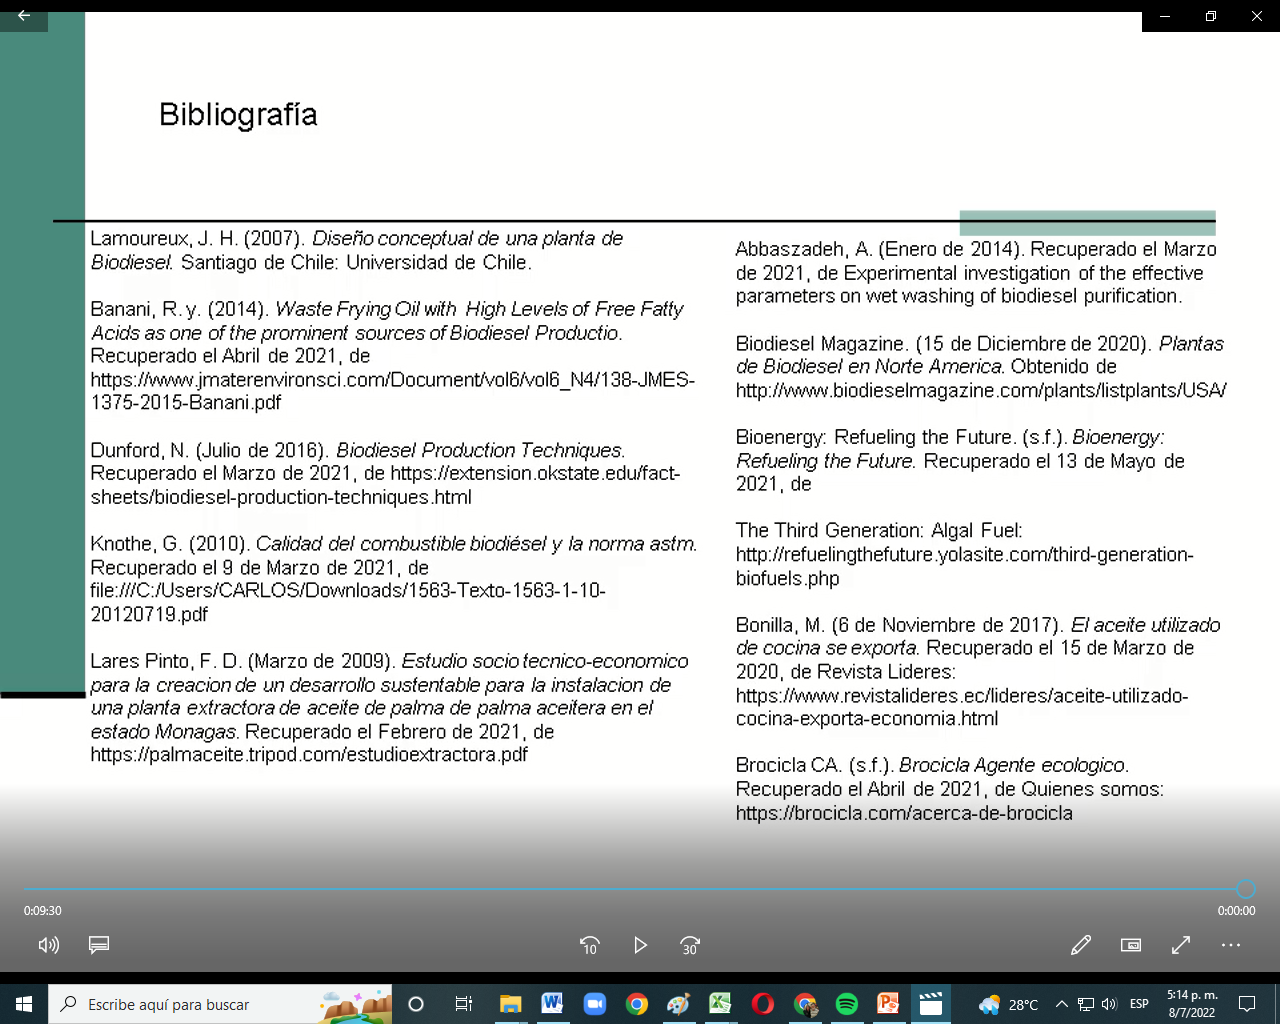 Bibliografía
Lamoureux, J. H. (2007). Diseño conceptual de una planta de
Biodiesel. Santiago de Chile: Universidad de Chile.
Banani, R. y. (2014). Waste Frying Oil with High Levels of Free Fatty
Acids as one of the prominent sources of Biodiesel Productio.
Recuperado el Abril de 2021, de
https://www.jmaterenvironsci.com/Document/vol6/vol6_N4/138-JMES-
1375-2015-Banani.pdf
Dunford, N. (Julio de 2016). Biodiesel Production Techniques.
Recuperado el Marzo de 2021, de https://extension.okstate.edu/fact-
sheets/biodiesel-production-techniques.html
Knothe, G. (2010). Calidad del combustible biodiésel y la norma astm.
Recuperado el 9 de Marzo de 2021, de
file:///C:/Users/CARLOS/Downloads/1563-Texto-1563-1-10-
20120719.pdf
Lares Pinto, F. D. (Marzo de 2009). Estudio socio tecnico-economico
para la creacion de un desarrollo sustentable para la instalacion de
una planta extractora de aceite de palma de palma aceitera en el
estado Monagas. Recuperado el Febrero de 2021, de
https://palmaceite.tripod.com/estudioextractora.pdf
Abbaszadeh, A. (Enero de 2014). Recuperado el Marzo
de 2021, de Experimental investigation of the effective
parameters on wet washing of biodiesel purification.
Biodiesel Magazine. (15 de Diciembre de 2020). Plantas
de Biodiesel en Norte America. Obtenido de
http://www.biodieselmagazine.com/plants/listplants/USA/
Bioenergy: Refueling the Future. (s.f.). Bioenergy:
Refueling the Future. Recuperado el 13 de Mayo de
2021, de
The Third Generation: Algal Fuel:
http://refuelingthefuture.yolasite.com/third-generation-
biofuels.php
Bonilla, M. (6 de Noviembre de 2017). El aceite utilizado
de cocina se exporta. Recuperado el 15 de Marzo de
2020, de Revista Lideres:
https://www.revistalideres.ec/lideres/aceite-utilizado-
cocina-exporta-economia.html
Brocicla CA. (s.f.). Brocicla Agente ecologico.
Recuperado el Abril de 2021, de Quienes somos:
https://brocicla.com/acerca-de-brocicla
0:09:30
0:00:00
10
30
Escribe aquí para buscar
28°C
ESP
5:14 p. m.
8/7/2022